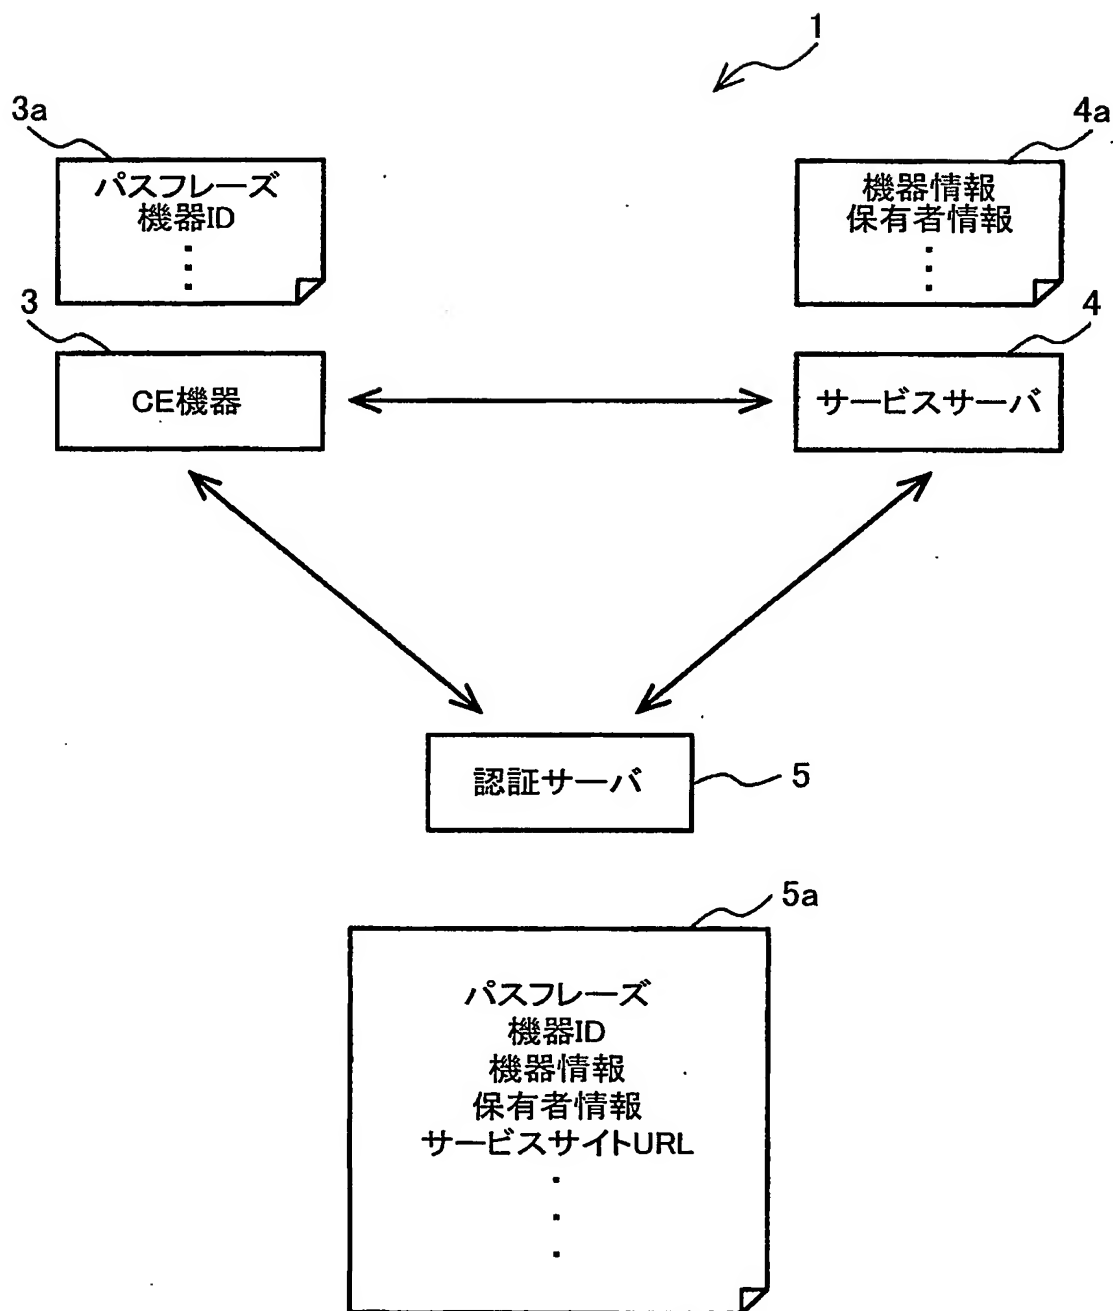 1
3a
4a
パスフレーズ
機器ID
機器情報
保有者情報
3
4
CE機器
サービスサーバ
認証サーバ
5
5a
パスフレーズ
機器ID
機器情報
保有者情報
サービスサイトURL